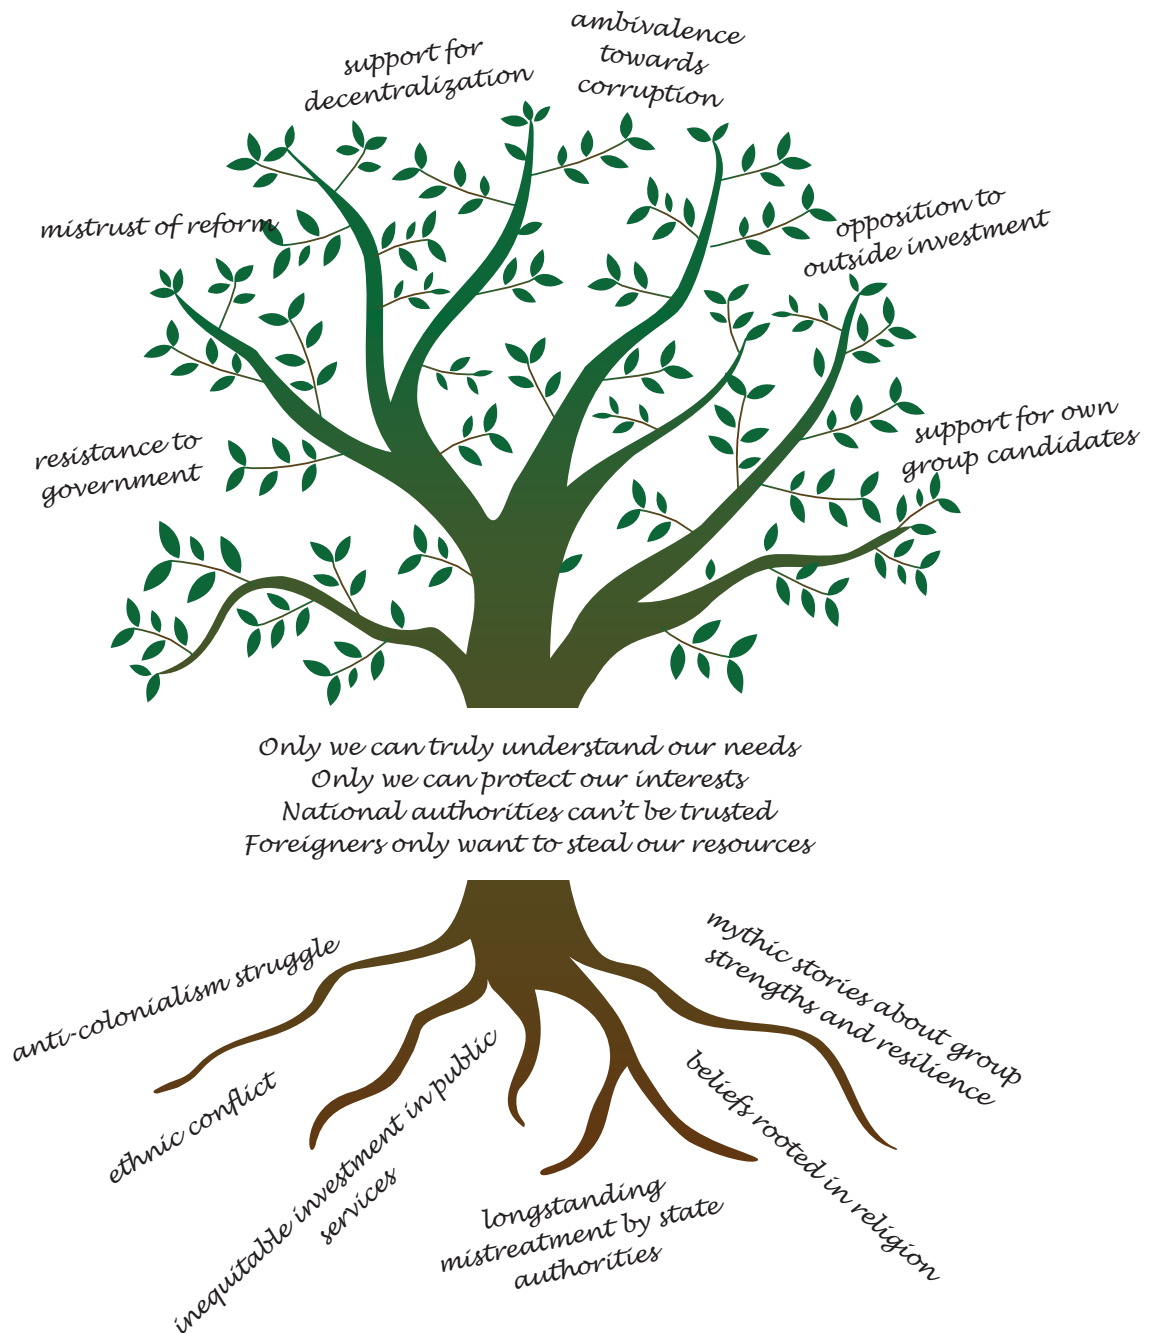 ambivalence
towards
corruption
support for
decentralization
mistrust of reform
opposition to
outside investment
resistance to
government
support for own
group candidates
Only we can truly understand our needs
Only we can protect our interests
National authorities can’t be trusted
Foreigners only want to steal our resources
anti-colonialism struggle
ethnic conflict
inequitable investment in public
services
longstanding
mistreatment by state
authorities
beliefs rooted in religion
mythic stories about group
strengths and resilience